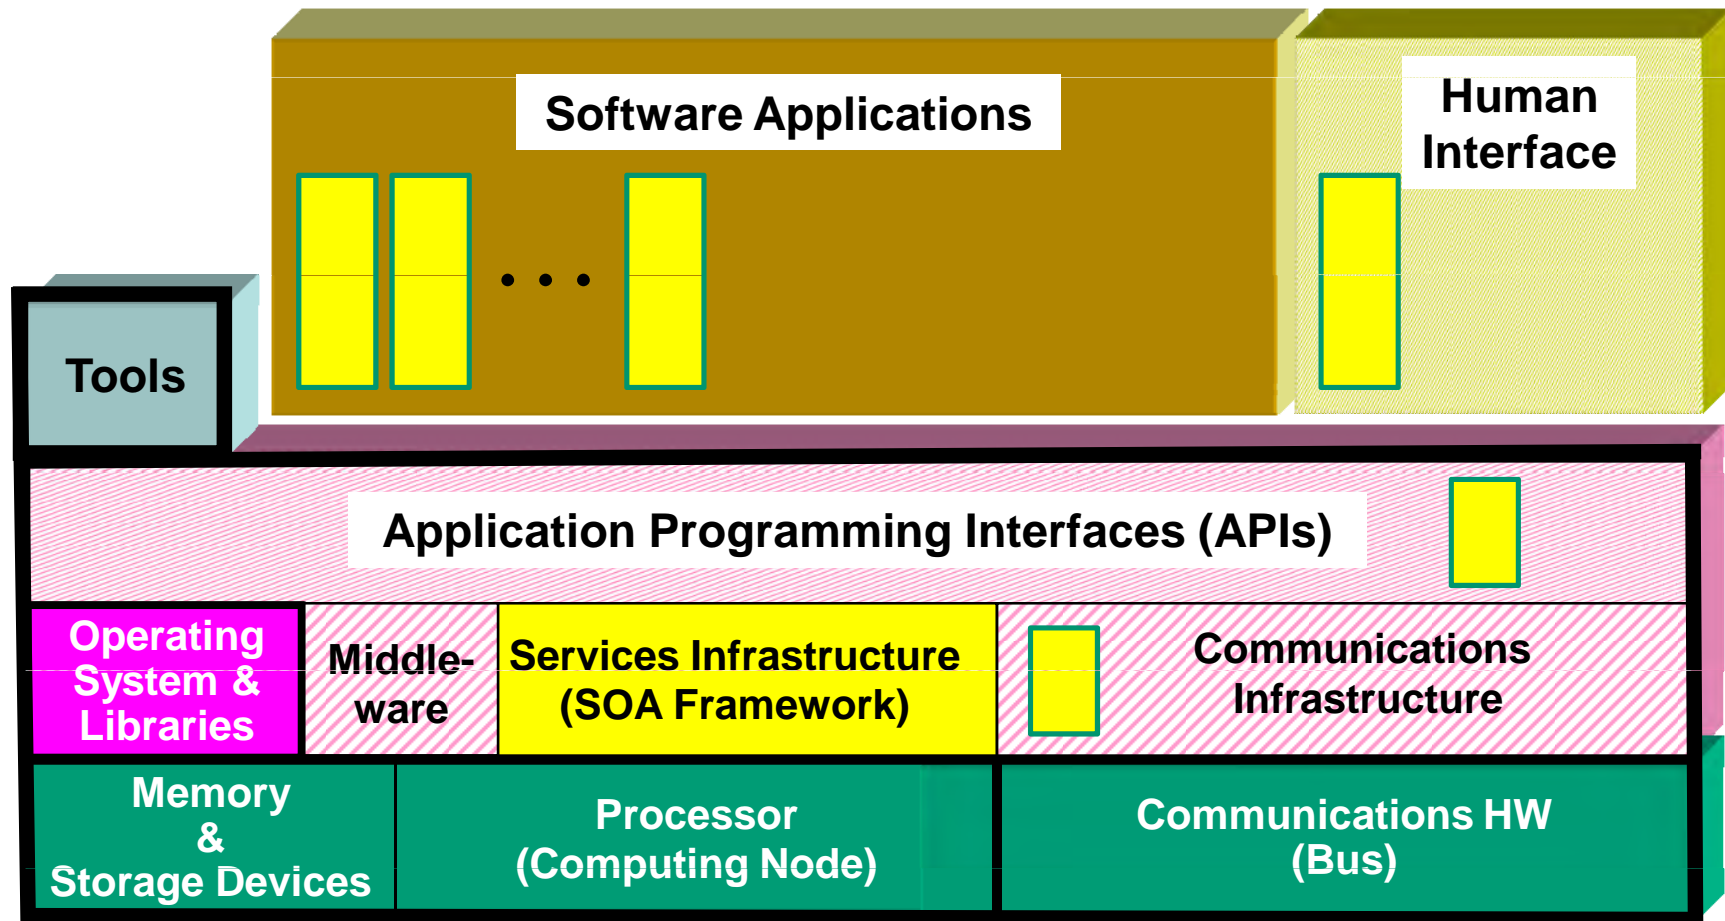 Software Applications
Human
Interface
. . .
Tools
Application Programming Interfaces (APIs)
Operating
System &
Libraries
Middle-
ware
Services Infrastructure
(SOA Framework)
Communications
Infrastructure
Memory
&
Storage Devices
Processor
(Computing Node)
Communications HW
(Bus)